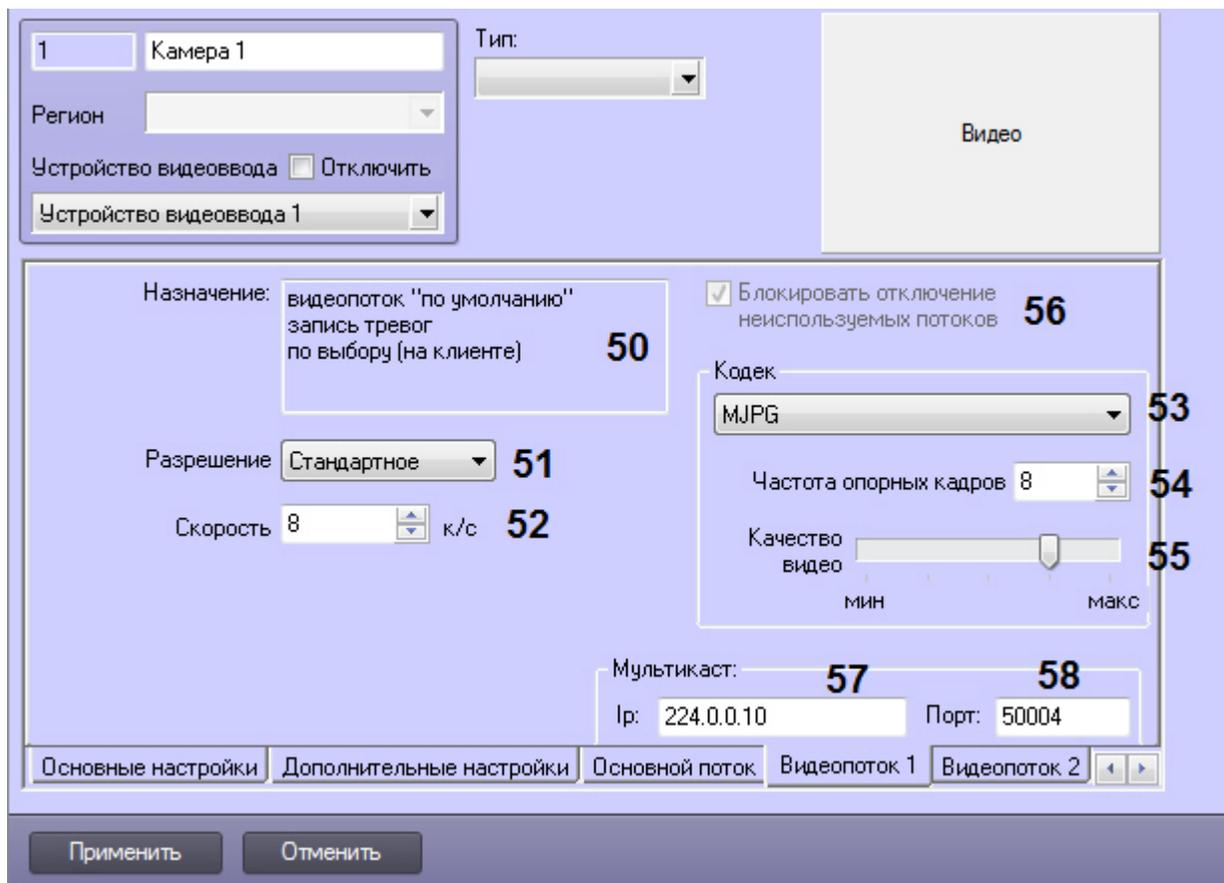 1 Камера 1
Тип:
Регион
Устройство видеоввода Отключить
Устройство видеоввода 1
Видео
Назначение:
видеопоток "по умолчанию"
запись тревог
по выбору (на клиенте)
50
Блокировать отключение
неиспользуемых потоков
56
Кодек
MJPG
53
Разрешение Стандартное 51
Частота опорных кадров 8 54
Скорость 8 к/с 52
Качество
видео
55
мин макс
Мультикаст: 57 58
Ip: 224.0.0.10 Порт: 50004
Основные настройки Дополнительные настройки Основной поток Видеопоток 1 Видеопоток 2
Применить Отменить